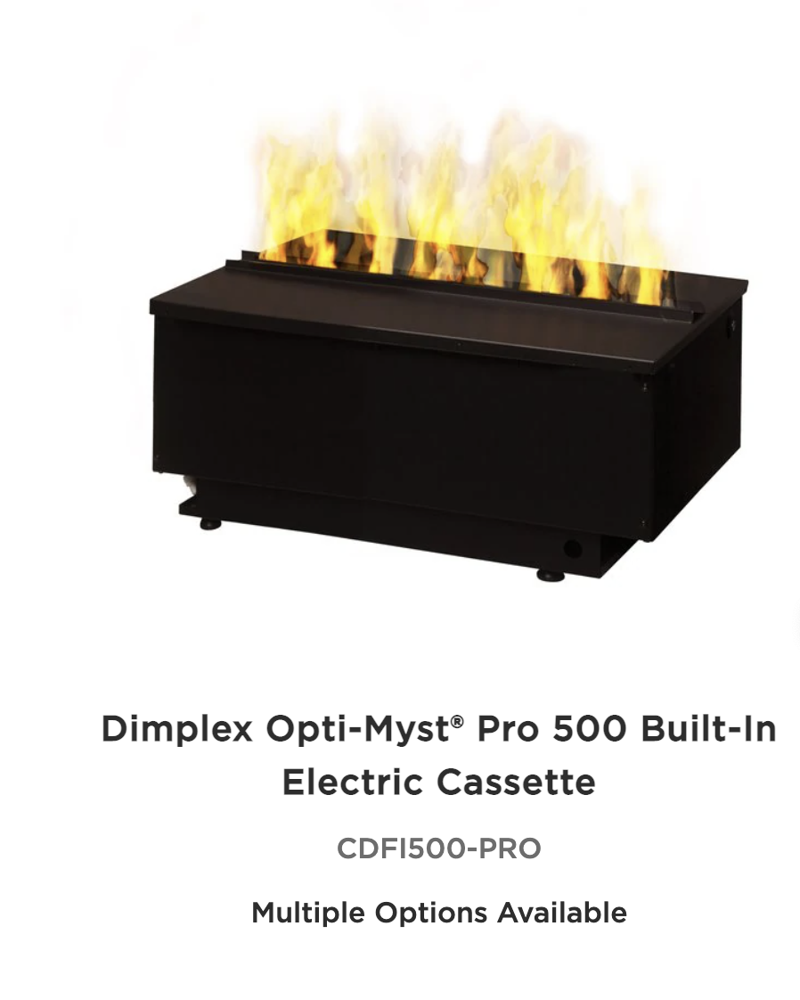 Dimplex Opti-Myst® Pro 500 Built-In
Electric Cassette
CDFI500-PRO
Multiple Options Available